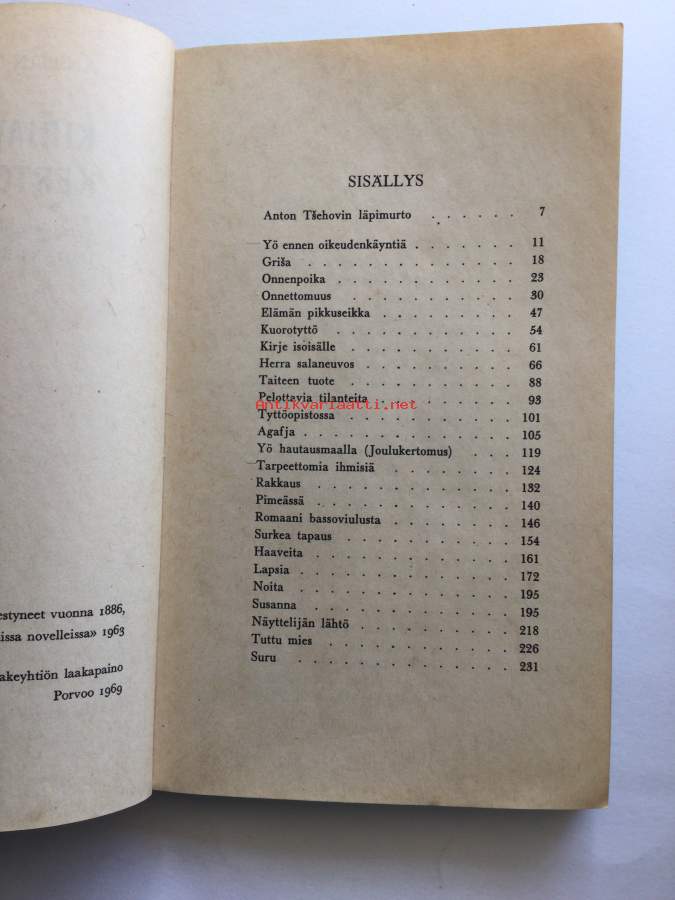 estyneet vuonna 1886,
issa novelleissa» 1963
akeyhtiön laakapaino
Porvoo 1969
SISÄLLYS
Anton Tšehovin läpimurto . . . . . . 7
Yö ennen oikeudenkäyntiä . . . . . . 11
Griša . . . . . . . . . . . . 18
Onnenpoika . . . . . . . . . . . 23
Onnettomuus . . . . . . . . . . 30
Elämän pikkuseikka . . . . . . . . 47
Kuorotyttö . . . . . . . . . . . 54
Kirje isoisälle . . . . . . . . . . 61
Herra salaneuvos . . . . . . . . . 66
Taiteen tuote . . . . . . . . . . 88
Pelottavia tilanteita . . . . . . . . 93
Antikvariaatti.net
Tyttöopistossa . . . . . . . . . . 101
Agafja . . . . . . . . . . . . 105
Yö hautausmaalla (Joulukertomus) . . . 119
Tarpeettomia ihmisiä . . . . . . . 124
Rakkaus . . . . . . . . . . . . 132
Pimeässä . . . . . . . . . . . 140
Romaani bassoviulusta . . . . . . . 146
Surkea tapaus . . . . . . . . . . 154
Haaveita . . . . . . . . . . . 161
Lapsia . . . . . . . . . . . . 172
Noita . . . . . . . . . . . . 195
Susanna . . . . . . . . . . . 195
Näyttelijän lähtö . . . . . . . . . 218
Tuttu mies . . . . . . . . . . . 226
Suru . . . . . . . . . . . . 231